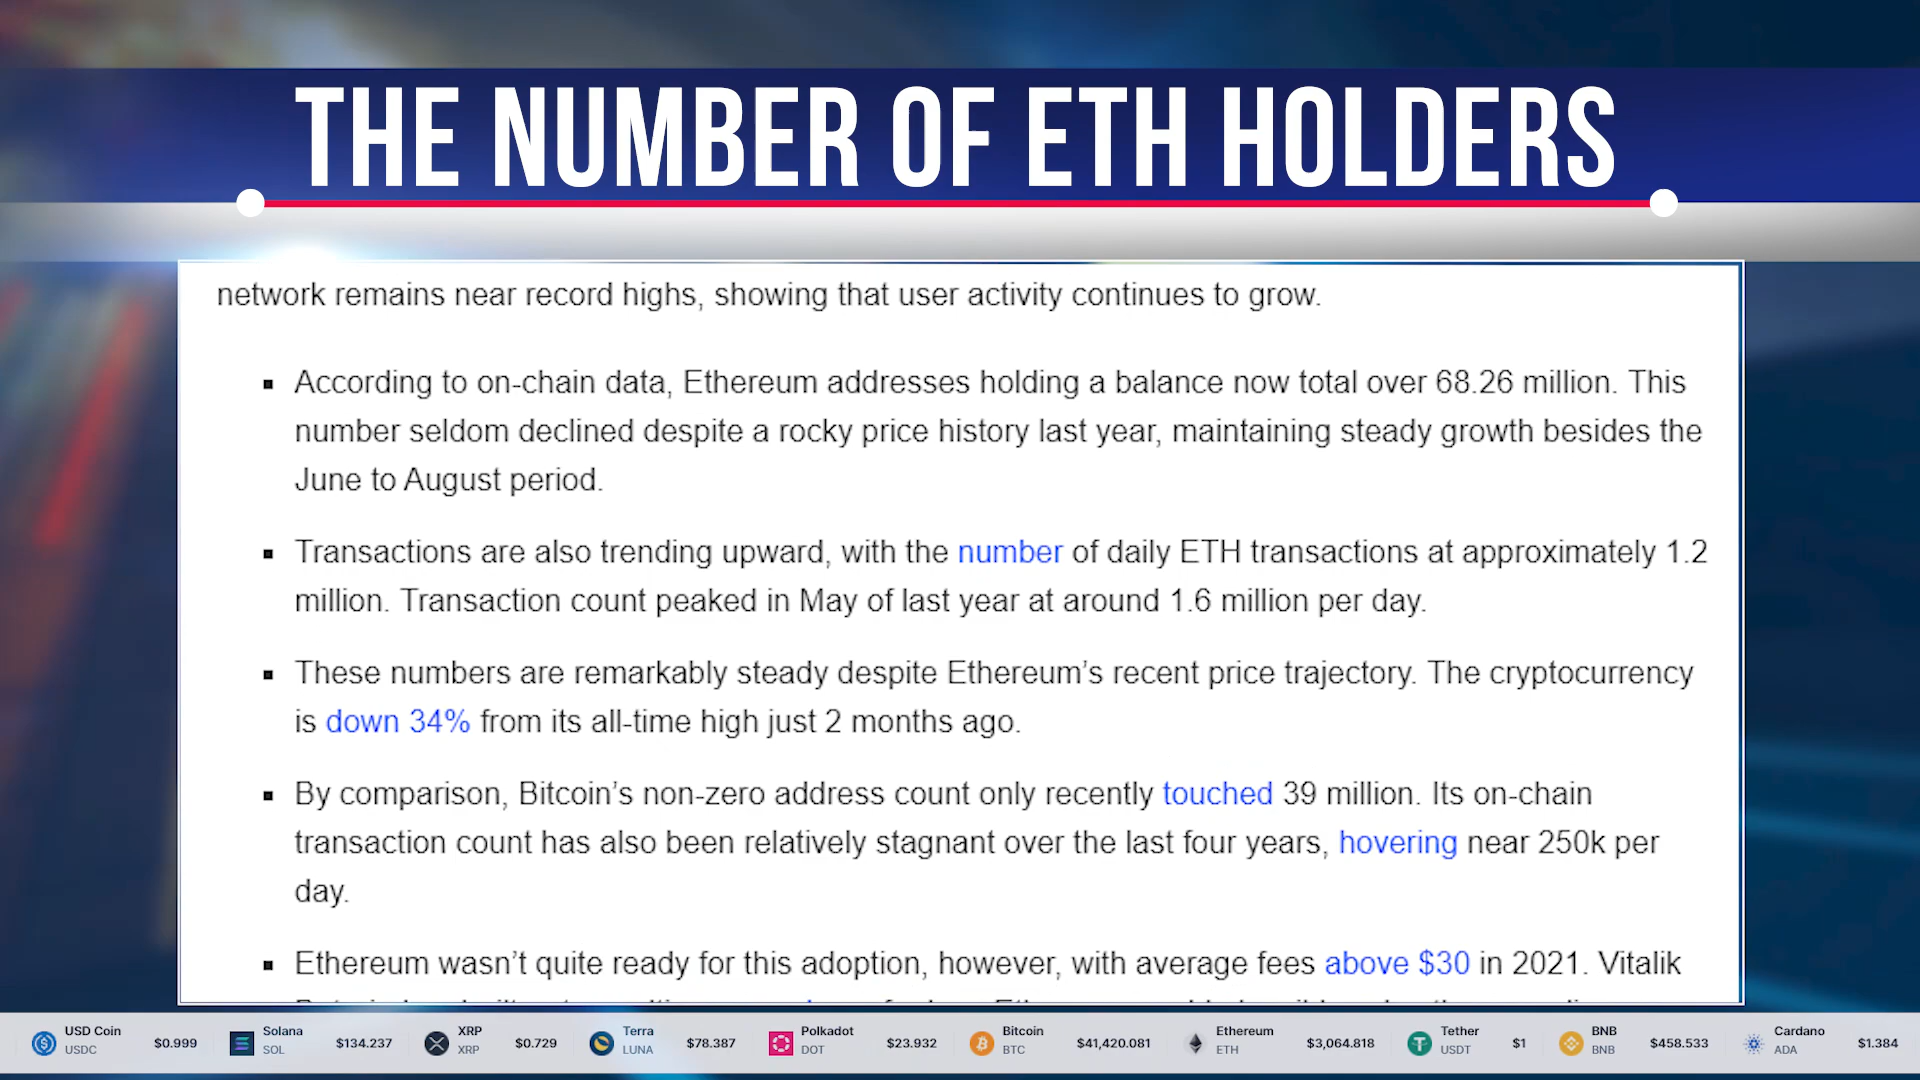 THE NUMBER OF ETH HOLDERS
network remains near record highs, showing that user activity continues to grow.
▪ According to on-chain data, Ethereum addresses holding a balance now total over 68.26 million. This
number seldom declined despite a rocky price history last year, maintaining steady growth besides the
June to August period.
▪ Transactions are also trending upward, with the number of daily ETH transactions at approximately 1.2
million. Transaction count peaked in May of last year at around 1.6 million per day.
▪ These numbers are remarkably steady despite Ethereum’s recent price trajectory. The cryptocurrency
is down 34% from its all-time high just 2 months ago.
▪ By comparison, Bitcoin’s non-zero address count only recently touched 39 million. Its on-chain
transaction count has also been relatively stagnant over the last four years, hovering near 250k per
day.
▪ Ethereum wasn’t quite ready for this adoption, however, with average fees above $30 in 2021. Vitalik
USD Coin USDC $0.999
Solana SOL $134.237
XRP XRP $0.729
Terra LUNA $78.387
Polkadot DOT $23.932
Bitcoin BTC $41,420.081
Ethereum ETH $3,064.818
Tether USDT $1
BNB BNB $458.533
Cardano ADA $1.384